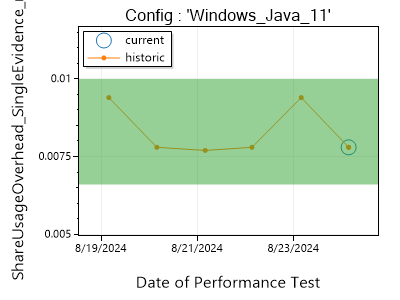 Config : 'Windows_Java_11'
current
historic
ShareUsageOverhead_SingleEvidence_
0.01
0.0075
0.005
8/19/2024
8/21/2024
8/23/2024
Date of Performance Test